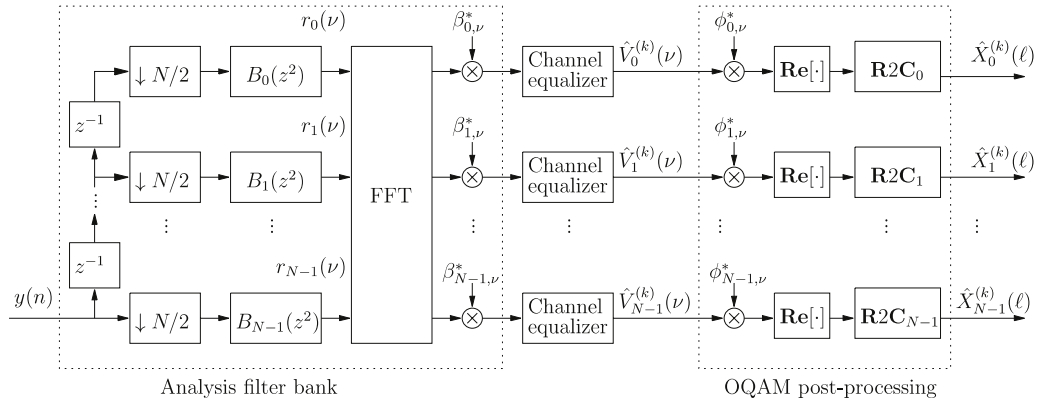 r_0(ν) β*_{0,ν} φ*_{0,ν}
↓ N/2 B_0(z^2) ⊗ Channel equalizer V̂_0^{(k)}(ν) ⊗ Re[·] R2C_0 X̂_0^{(k)}(ℓ)
z^{-1} r_1(ν) β*_{1,ν} φ*_{1,ν}
↓ N/2 B_1(z^2) FFT ⊗ Channel equalizer V̂_1^{(k)}(ν) ⊗ Re[·] R2C_1 X̂_1^{(k)}(ℓ)
⋮ ⋮ ⋮ ⋮ ⋮ ⋮ ⋮ ⋮ ⋮
z^{-1} r_{N-1}(ν) β*_{N-1,ν} φ*_{N-1,ν}
y(n) ↓ N/2 B_{N-1}(z^2) ⊗ Channel equalizer V̂_{N-1}^{(k)}(ν) ⊗ Re[·] R2C_{N-1} X̂_{N-1}^{(k)}(ℓ)
Analysis filter bank OQAM post-processing